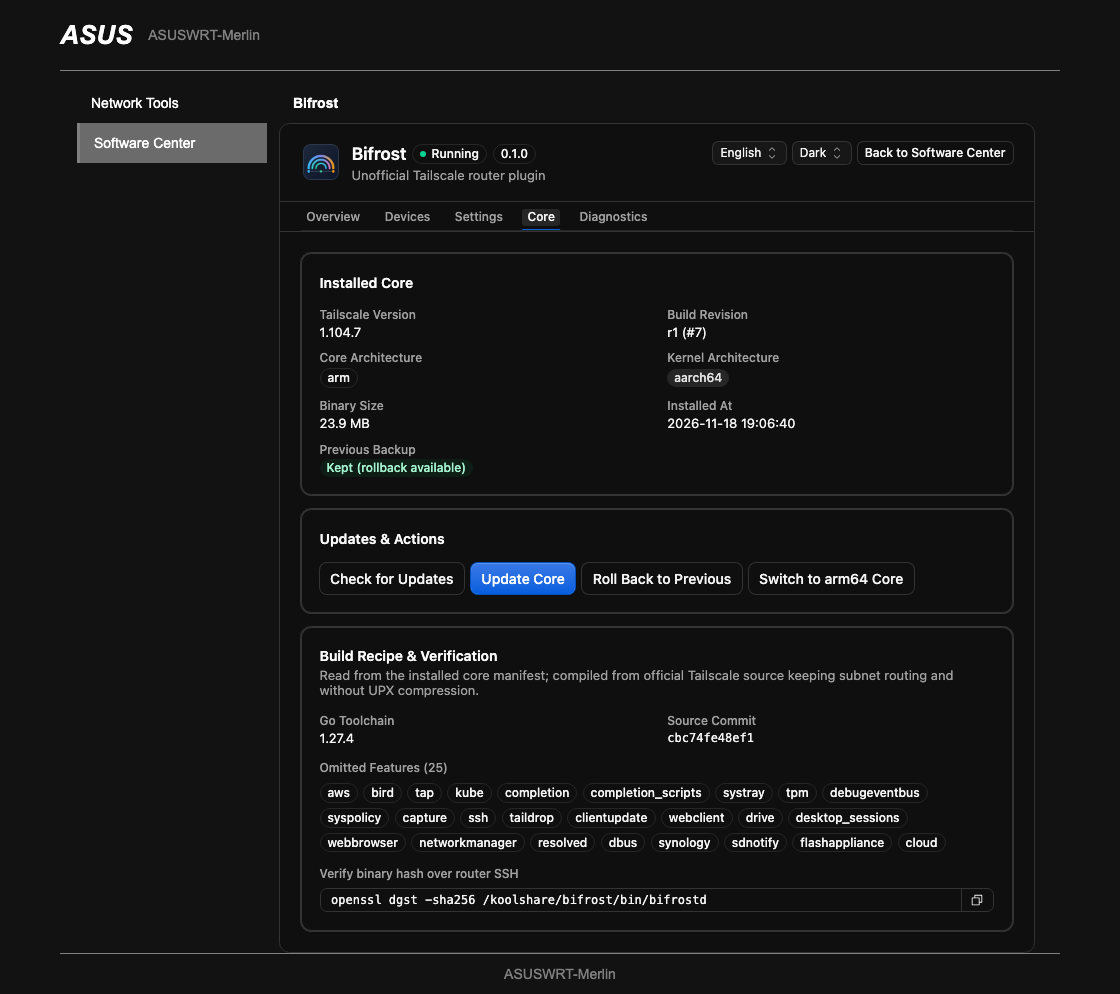 ASUS ASUSWRT-Merlin
Network Tools
Software Center
Bifrost
Bifrost Running 0.1.0
Unofficial Tailscale router plugin
English Dark Back to Software Center
Overview Devices Settings Core Diagnostics
Installed Core
Tailscale Version Build Revision
1.104.7 r1 (#7)
Core Architecture Kernel Architecture
arm aarch64
Binary Size Installed At
23.9 MB 2026-11-18 19:06:40
Previous Backup
Kept (rollback available)
Updates & Actions
Check for Updates Update Core Roll Back to Previous Switch to arm64 Core
Build Recipe & Verification
Read from the installed core manifest; compiled from official Tailscale source keeping subnet routing and
without UPX compression.
Go Toolchain Source Commit
1.27.4 cbc74fe48ef1
Omitted Features (25)
aws bird tap kube completion completion_scripts systray tpm debugeventbus
syspolicy capture ssh taildrop clientupdate webclient drive desktop_sessions
webbrowser networkmanager resolved dbus synology sdnotify flashappliance cloud
Verify binary hash over router SSH
openssl dgst -sha256 /koolshare/bifrost/bin/bifrostd
ASUSWRT-Merlin